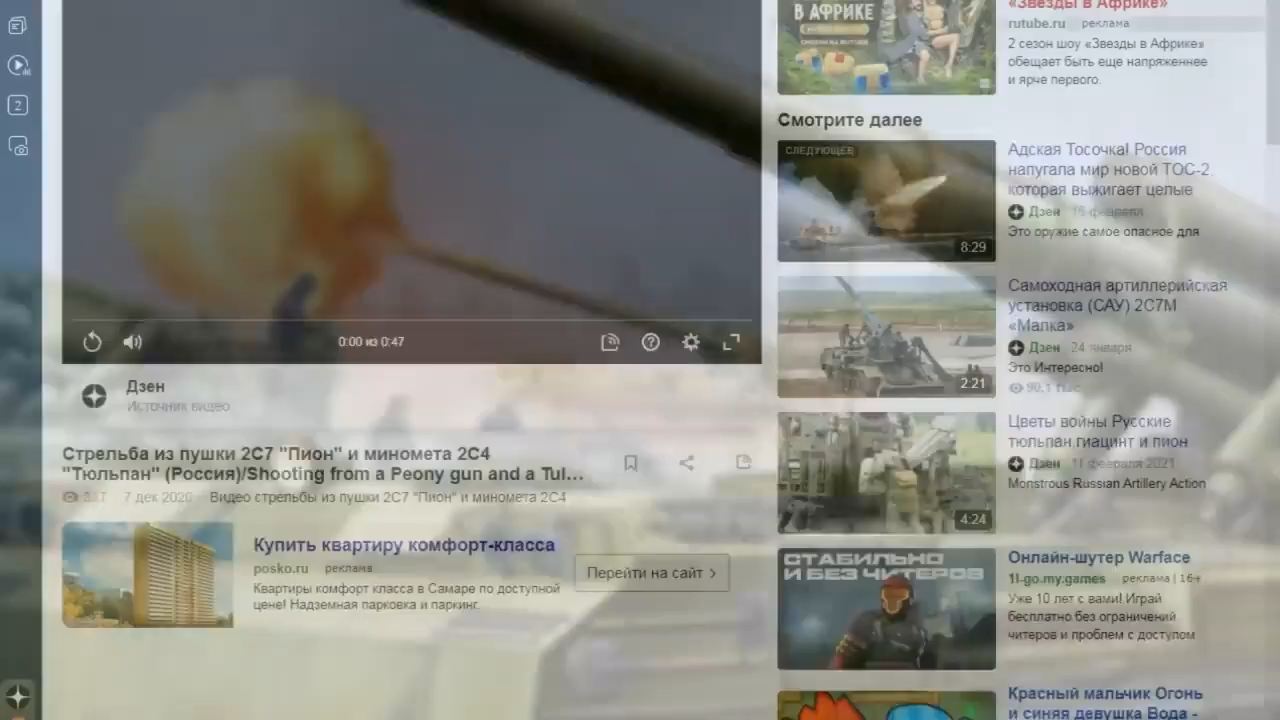 «Звезды в Африке»
В АФРИКЕ
rutube.ru реклама
2 сезон шоу «Звезды в Африке»
обещает быть еще напряженнее
и ярче первого.
2
Смотрите далее
СЛЕДУЮЩЕЕ
8:29
Адская Тосочка! Россия
напугала мир новой ТОС-2,
которая выжигает целые
Дзен 16 февраля
Это оружие самое опасное для
2:21
Самоходная артиллерийская
установка (САУ) 2С7М
«Малка»
Дзен 24 января
Это Интересно!
4:24
Цветы войны Русские
тюльпан,гиацинт и пион
Дзен 11 февраля 2021
Monstrous Russian Artillery Action
СТАБИЛЬНО
И БЕЗ ЧИТЕРОВ
Онлайн-шутер Warface
1l-go.my.games реклама | 16+
Уже 10 лет с вами! Играй
бесплатно без ограничений
читеров и проблем с доступом
Красный мальчик Огонь
и синяя девушка Вода -
0:00 из 0:47
Дзен
Источник видео
Стрельба из пушки 2С7 "Пион" и миномета 2С4
"Тюльпан" (Россия)/Shooting from a Peony gun and a Tul...
7 дек 2020 Видео стрельбы из пушки 2С7 "Пион" и миномета 2С4
Купить квартиру комфорт-класса
posko.ru реклама
Квартиры комфорт класса в Самаре по доступной
цене! Надземная парковка и паркинг.
Перейти на сайт